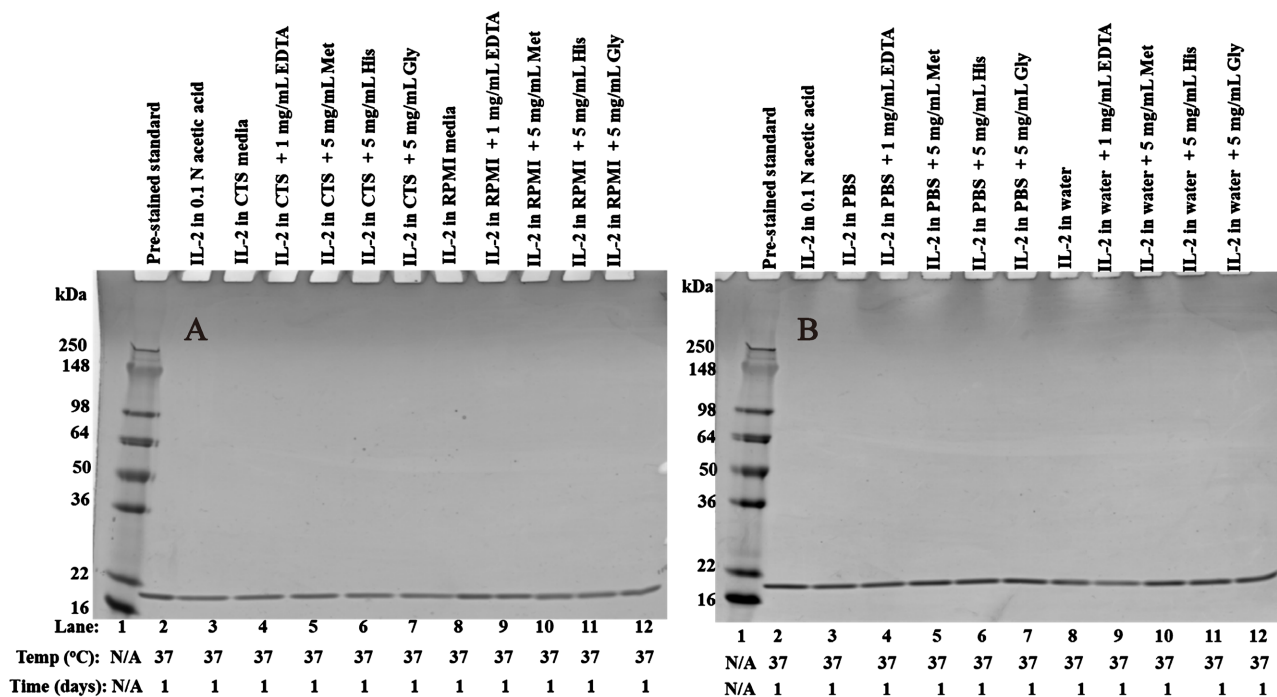 Pre-stained standard
IL-2 in 0.1 N acetic acid
IL-2 in CTS media
IL-2 in CTS + 1 mg/mL EDTA
IL-2 in CTS + 5 mg/mL Met
IL-2 in CTS + 5 mg/mL His
IL-2 in CTS + 5 mg/mL Gly
IL-2 in RPMI media
IL-2 in RPMI + 1 mg/mL EDTA
IL-2 in RPMI + 5 mg/mL Met
IL-2 in RPMI + 5 mg/mL His
IL-2 in RPMI + 5 mg/mL Gly
kDa
A
250
148
98
64
50
36
22
16
Lane: 1 2 3 4 5 6 7 8 9 10 11 12
Temp (ºC): N/A 37 37 37 37 37 37 37 37 37 37 37
Time (days): N/A 1 1 1 1 1 1 1 1 1 1 1
Pre-stained standard
IL-2 in 0.1 N acetic acid
IL-2 in PBS
IL-2 in PBS + 1 mg/mL EDTA
IL-2 in PBS + 5 mg/mL Met
IL-2 in PBS + 5 mg/mL His
IL-2 in PBS + 5 mg/mL Gly
IL-2 in water
IL-2 in water + 1 mg/mL EDTA
IL-2 in water + 5 mg/mL Met
IL-2 in water + 5 mg/mL His
IL-2 in water + 5 mg/mL Gly
kDa
B
250
148
98
64
50
36
22
16
1 2 3 4 5 6 7 8 9 10 11 12
N/A 37 37 37 37 37 37 37 37 37 37 37
N/A 1 1 1 1 1 1 1 1 1 1 1